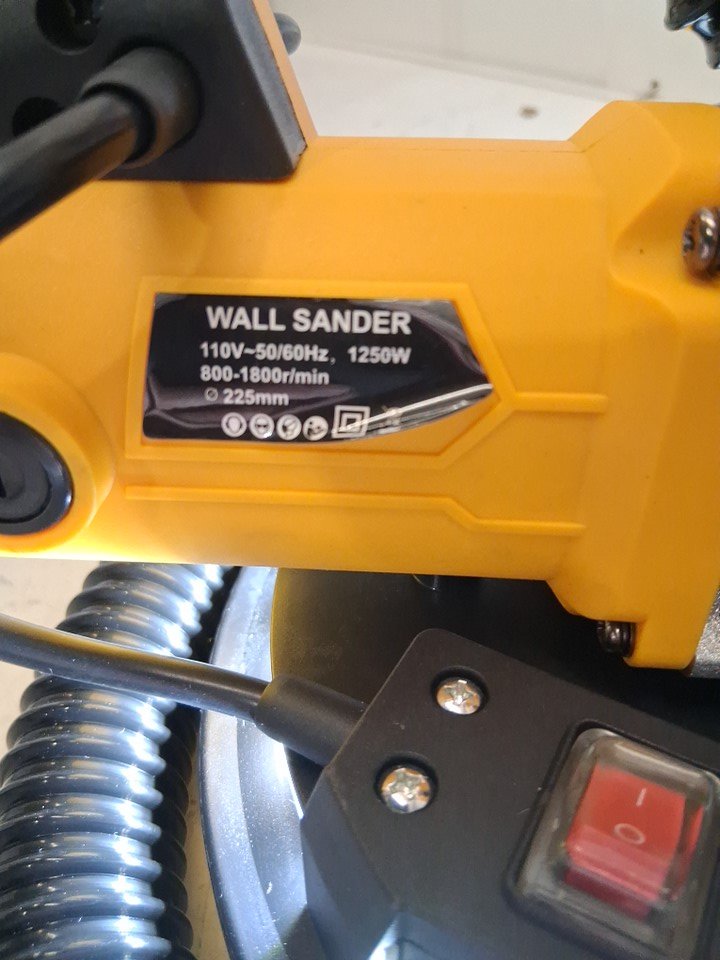 WALL SANDER
110V~50/60Hz, 1250W
800-1800r/min
∅ 225mm